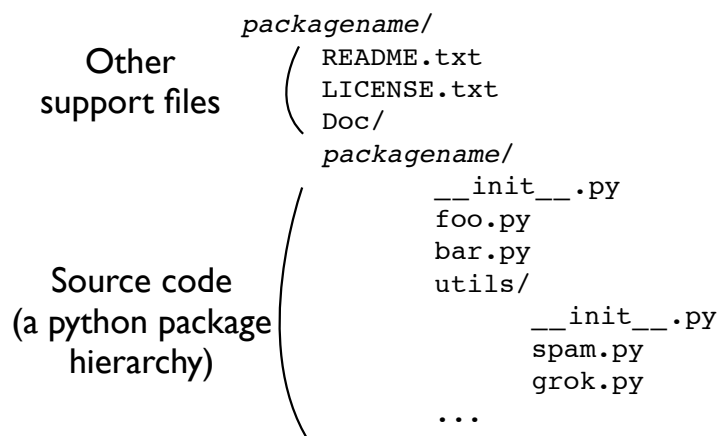 packagename/
Other
support files
README.txt
LICENSE.txt
Doc/
packagename/
__init__.py
foo.py
bar.py
utils/
__init__.py
spam.py
grok.py
...
Source code
(a python package
hierarchy)